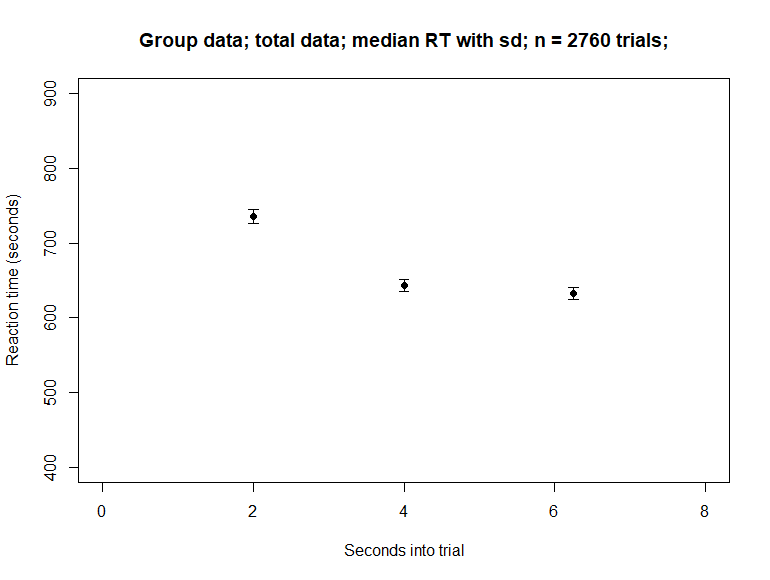 Group data; total data; median RT with sd; n = 2760 trials;
900
800
700
600
500
400
Reaction time (seconds)
0 2 4 6 8
Seconds into trial